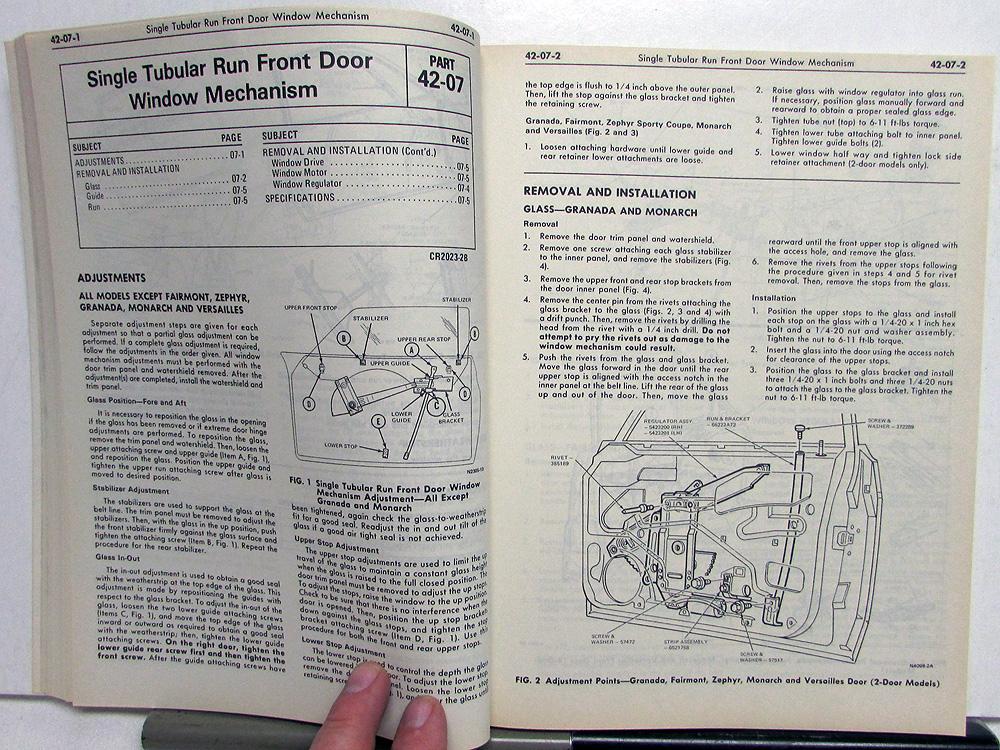 42-07-1 Single Tubular Run Front Door Window Mechanism 42-07-1
Single Tubular Run Front Door
Window Mechanism
PART
42-07
SUBJECT PAGE
ADJUSTMENTS 07-1
REMOVAL AND INSTALLATION
Glass 07-2
Guide 07-5
Run 07-5
SUBJECT PAGE
REMOVAL AND INSTALLATION (Cont'd.)
Window Drive 07-5
Window Motor 07-5
Window Regulator 07-4
SPECIFICATIONS 07-5
CR2023-2B
ADJUSTMENTS
ALL MODELS EXCEPT FAIRMONT, ZEPHYR,
GRANADA, MONARCH AND VERSAILLES
Separate adjustment steps are given for each
adjustment so that a partial glass adjustment can be
performed. If a complete glass adjustment is required,
follow the adjustments in the order given. All window
mechanism adjustments must be performed with the
door trim panel and watershield removed. After the
adjustment(s) are completed, install the watershield and
trim panel.
Glass Position—Fore and Aft
It is necessary to reposition the glass in the opening
if the glass has been removed or if exterior door hinge
adjustments are performed. To reposition the glass,
remove the trim panel and watershield. Then, loosen the
upper attaching screw and upper guide (Item A, Fig. 1),
and reposition the glass. Position the upper guide and
tighten the upper run attaching screw after glass is
moved to desired position.
Stabilizer Adjustment
The stabilizers are used to support the glass at the
belt line. The trim panel must be removed to adjust the
stabilizers. Then, with the glass in the up position, push
the front stabilizer firmly against the glass surface and
tighten the attaching screw (Item B, Fig. 1). Repeat the
procedure for the rear stabilizer.
Glass In-Out
The in-out adjustment is used to obtain a good seal
with the weatherstrip at the top edge of the glass. This
adjustment is made by repositioning the guides with
respect to the glass bracket. To adjust the in-out of the
glass, loosen the two lower guide attaching screws
(Items C, Fig. 1), and move the top edge of the glass
inward or outward as required to obtain a good seal
with the weatherstrip; then, tighten the lower guide
attaching screws. On the right door, tighten the
lower guide rear screw first and then tighten the
front screw. After the guide attaching screws have
UPPER FRONT STOP
STABILIZER
STABILIZER
UPPER REAR STOP
B
A
B
UPPER GUIDE
D
D
C
E
LOWER
GUIDE
GLASS
BRACKET
LOWER STOP
FIG. 1 Single Tubular Run Front Door Window
Mechanism Adjustment—All Except
Granada and Monarch
been tightened, again check the glass-to-weatherstrip
fit for a good seal. Readjust the in and out tilt of the
glass if a good air tight seal is not achieved.
Upper Stop Adjustment
The upper stop adjustments are used to limit the up
travel of the glass to maintain a constant glass height
when the glass is raised to the full closed position. The
door trim panel must be removed to adjust the up stops.
To adjust the stops, raise the window to the up position.
Check to be sure that there is no interference when the
door is opened. Then, position the up stop brackets
down against the glass stops, and tighten the stop
bracket attaching screw (Item D, Fig. 1). Use this
procedure for both the front and rear upper stops.
Lower Stop Adjustment
The lower stop is to control the depth the glass
can be lowered door. To adjust the lower stop,
remove the panel. Loosen the lower stop
retaining scre 1), and the glass until
42-07-2 Single Tubular Run Front Door Window Mechanism 42-07-2
the top edge is flush to 1/4 inch above the outer panel.
Then, lift the stop against the glass bracket and tighten
the retaining screw.
Granada, Fairmont, Zephyr Sporty Coupe, Monarch
and Versailles (Fig. 2 and 3)
1. Loosen attaching hardware until lower guide and
rear retainer lower attachments are loose.
2. Raise glass with window regulator into glass run.
If necessary, position glass manually forward and
rearward to obtain a proper sealed glass edge.
3. Tighten tube nut (top) to 6-11 ft-lbs torque.
4. Tighten lower tube attaching bolt to inner panel.
Tighten lower guide bolts (2).
5. Lower window half way and tighten lock side
retainer attachment (2-door models only).
REMOVAL AND INSTALLATION
GLASS—GRANADA AND MONARCH
Removal
1. Remove the door trim panel and watershield.
2. Remove one screw attaching each glass stabilizer
to the inner panel, and remove the stabilizers (Fig.
4).
3. Remove the upper front and rear stop brackets from
the door inner panel (Fig. 4).
4. Remove the center pin from the rivets attaching the
glass bracket to the glass (Figs. 2, 3 and 4) with
a drift punch. Then, remove the rivets by drilling the
head from the rivet with a 1/4 inch drill. Do not
attempt to pry the rivets out as damage to the
window mechanism could result.
5. Push the rivets from the glass and glass bracket.
Move the glass forward in the door until the rear
upper stop is aligned with the access notch in the
inner panel at the belt line. Lift the rear of the glass
up and out of the door. Then, move the glass
rearward until the front upper stop is aligned with
the access hole, and remove the glass.
6. Remove the rivets from the upper stops following
the procedure given in steps 4 and 5 for rivet
removal. Then, remove the stops from the glass.
Installation
1. Position the upper stops to the glass and install
each stop on the glass with a 1/4-20 x 1 inch hex
bolt and a 1/4-20 nut and washer assembly.
Tighten the nut to 6-11 ft-lbs torque.
2. Insert the glass into the door using the access notch
for clearance of the upper stops.
3. Position the glass to the glass bracket and install
three 1/4-20 x 1 inch bolts and three 1/4-20 nuts
to attach the glass to the glass bracket. Tighten the
nut to 6-11 ft-lbs torque.
REGULATOR ASSY.
– 5423200 (RH)
– 5423201 (LH)
RUN & BRACKET
SCREW &
WASHER – 372289
RIVET –
385189
SCREW &
WASHER – 57472
STRIP ASSEMBLY
SCREW &
WASHER – 57517
N4098-2A
FIG. 2 Adjustment Points—Granada, Fairmont, Zephyr, Monarch and Versailles Door (2-Door Models)